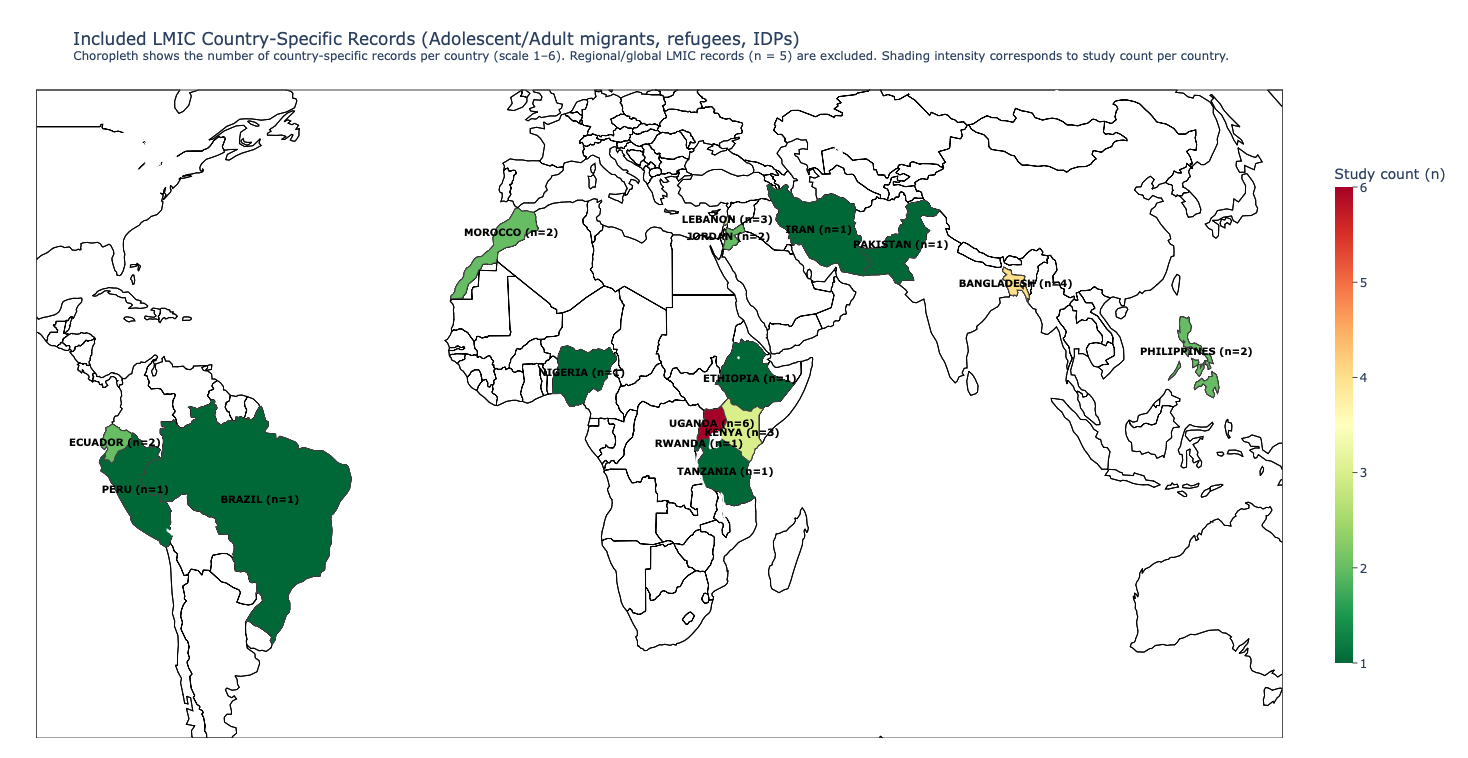 Included LMIC Country-Specific Records (Adolescent/Adult migrants, refugees, IDPs)
Choropleth shows the number of country-specific records per country (scale 1–6). Regional/global LMIC records (n = 5) are excluded. Shading intensity corresponds to study count per country.
Study count (n)
6
5
4
3
2
1
LEBANON (n=3)
MOROCCO (n=2)
JORDAN (n=2)
IRAN (n=1)
PAKISTAN (n=1)
BANGLADESH (n=4)
PHILIPPINES (n=2)
NIGERIA (n=1)
ETHIOPIA (n=1)
UGANDA (n=6)
KENYA (n=3)
RWANDA (n=1)
TANZANIA (n=1)
ECUADOR (n=2)
PERU (n=1)
BRAZIL (n=1)